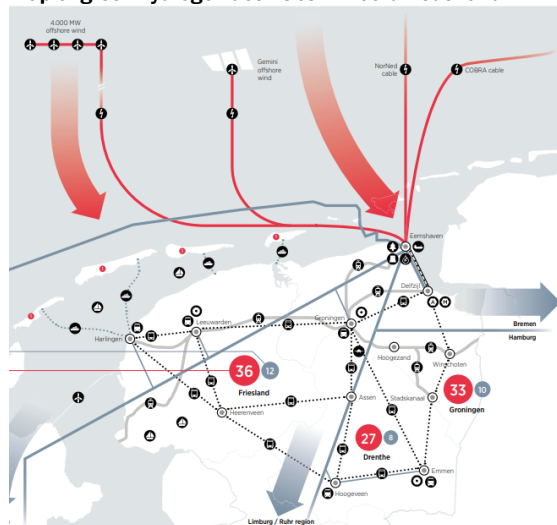 4.000 MW
offshore wind
Gemini
offshore
wind
NorNed
cable
COBRA cable
Eemshaven
Delfzijl
Bremen
Hamburg
Groningen
Leeuwarden
Harlingen
Hoogezand
Winschoten
36
12
Friesland
33
10
Groningen
Stadskanaal
Assen
Heerenveen
27
8
Drenthe
Emmen
Hoogeveen
Limburg / Ruhr region